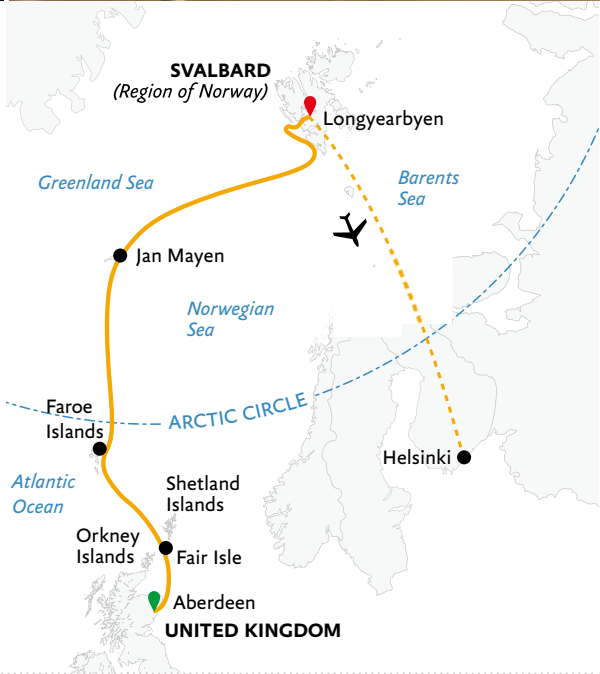 SVALBARD
(Region of Norway)
Longyearbyen
Greenland Sea
Barents
Sea
Jan Mayen
Norwegian
Sea
ARCTIC CIRCLE
Faroe
Islands
Helsinki
Atlantic
Ocean
Shetland
Islands
Orkney
Islands
Fair Isle
Aberdeen
UNITED KINGDOM